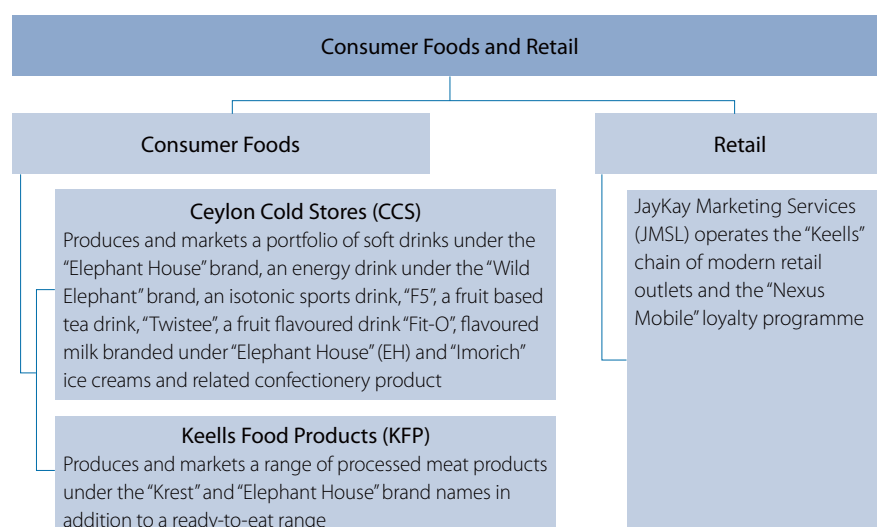 Consumer Foods and Retail
Consumer Foods
Ceylon Cold Stores (CCS)
Produces and markets a portfolio of soft drinks under the
“Elephant House” brand, an energy drink under the “Wild
Elephant” brand, an isotonic sports drink, “F5”, a fruit based
tea drink, “Twistee”, a fruit flavoured drink “Fit-O”, flavoured
milk branded under “Elephant House” (EH) and “Imorich”
ice creams and related confectionery product
Keells Food Products (KFP)
Produces and markets a range of processed meat products
under the “Krest” and “Elephant House” brand names in
addition to a ready-to-eat range
Retail
JayKay Marketing Services
(JMSL) operates the “Keells”
chain of modern retail
outlets and the “Nexus
Mobile” loyalty programme